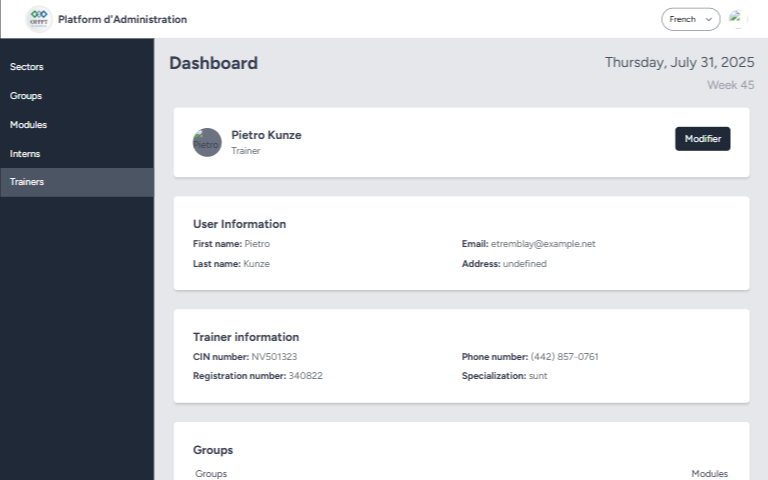 OFPPT
Platform d'Administration
French
Sectors
Groups
Modules
Interns
Trainers
Dashboard
Thursday, July 31, 2025
Week 45
Pietro
Pietro Kunze
Trainer
Modifier
User Information
First name: Pietro
Email: etremblay@example.net
Last name: Kunze
Address: undefined
Trainer information
CIN number: NV501323
Phone number: (442) 857-0761
Registration number: 340822
Specialization: sunt
Groups
Groups
Modules